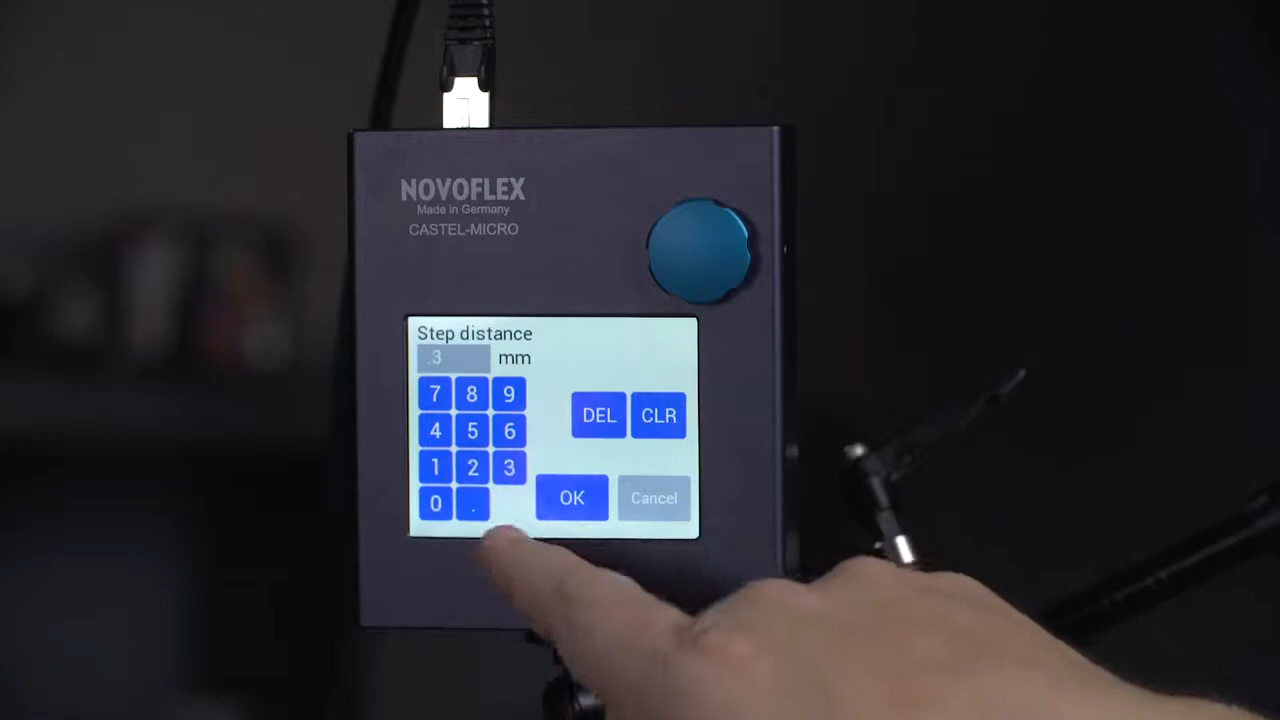 NOVOFLEX
Made in Germany
CASTEL-MICRO
Step distance
.3 mm
7 8 9
DEL CLR
4 5 6
1 2 3
0 . OK Cancel